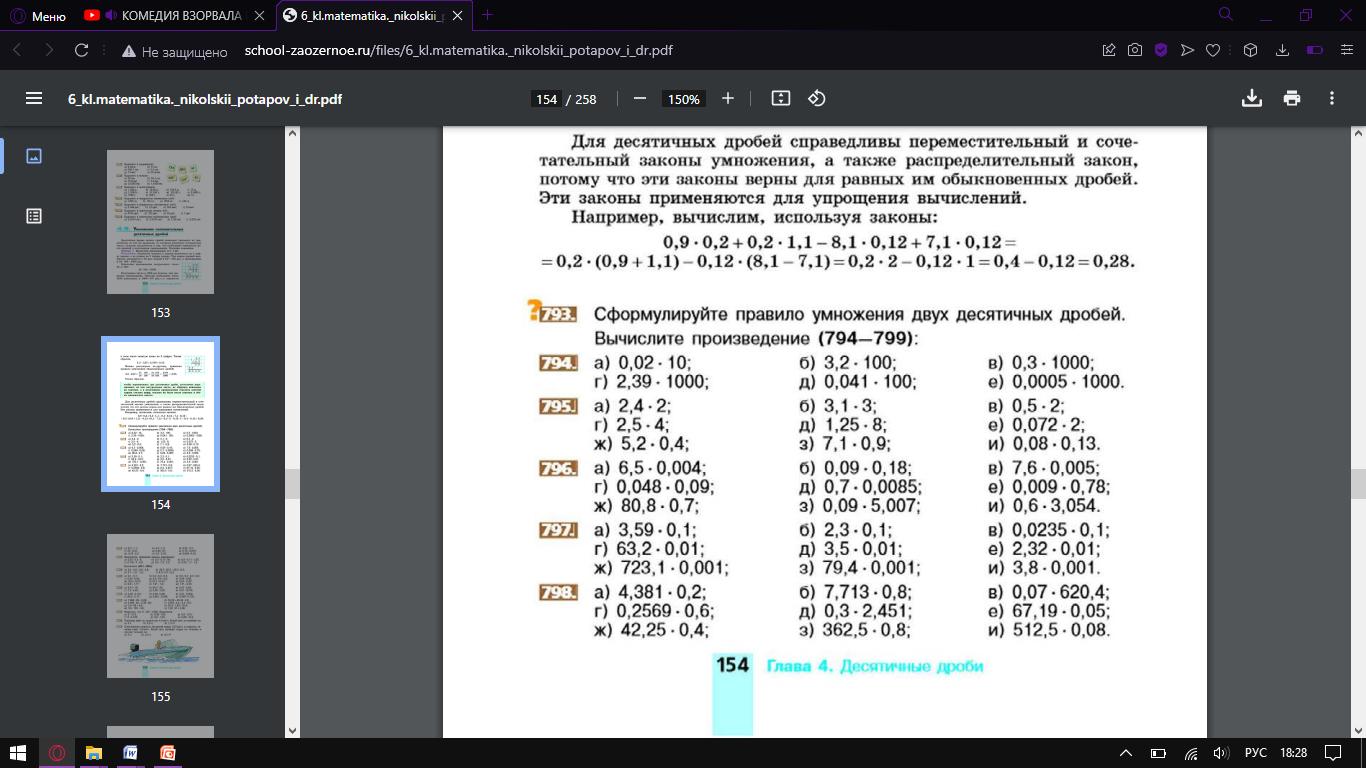 Меню
КОМЕДИЯ ВЗОРВАЛА
6_kl.matematika._nikolskii_
Не защищено school-zaozernoe.ru/files/6_kl.matematika._nikolskii_potapov_i_dr.pdf
6_kl.matematika._nikolskii_potapov_i_dr.pdf
154 / 258
150%
153
154
155
Для десятичных дробей справедливы переместительный и соче-
тательный законы умножения, а также распределительный закон,
потому что эти законы верны для равных им обыкновенных дробей.
Эти законы применяются для упрощения вычислений.
Например, вычислим, используя законы:
0,9 · 0,2 + 0,2 · 1,1 – 8,1 · 0,12 + 7,1 · 0,12 =
= 0,2 · (0,9 + 1,1) – 0,12 · (8,1 – 7,1) = 0,2 · 2 – 0,12 · 1 = 0,4 – 0,12 = 0,28.
? 793. Сформулируйте правило умножения двух десятичных дробей.
Вычислите произведение (794—799):
794. а) 0,02 · 10; б) 3,2 · 100; в) 0,3 · 1000;
г) 2,39 · 1000; д) 0,041 · 100; е) 0,0005 · 1000.
795. а) 2,4 · 2; б) 3,1 · 3; в) 0,5 · 2;
г) 2,5 · 4; д) 1,25 · 8; е) 0,072 · 2;
ж) 5,2 · 0,4; з) 7,1 · 0,9; и) 0,08 · 0,13.
796. а) 6,5 · 0,004; б) 0,09 · 0,18; в) 7,6 · 0,005;
г) 0,048 · 0,09; д) 0,7 · 0,0085; е) 0,009 · 0,78;
ж) 80,8 · 0,7; з) 0,09 · 5,007; и) 0,6 · 3,054.
797. а) 3,59 · 0,1; б) 2,3 · 0,1; в) 0,0235 · 0,1;
г) 63,2 · 0,01; д) 3,5 · 0,01; е) 2,32 · 0,01;
ж) 723,1 · 0,001; з) 79,4 · 0,001; и) 3,8 · 0,001.
798. а) 4,381 · 0,2; б) 7,713 · 0,8; в) 0,07 · 620,4;
г) 0,2569 · 0,6; д) 0,3 · 2,451; е) 67,19 · 0,05;
ж) 42,25 · 0,4; з) 362,5 · 0,8; и) 512,5 · 0,08.
154 Глава 4. Десятичные дроби
РУС 18:28